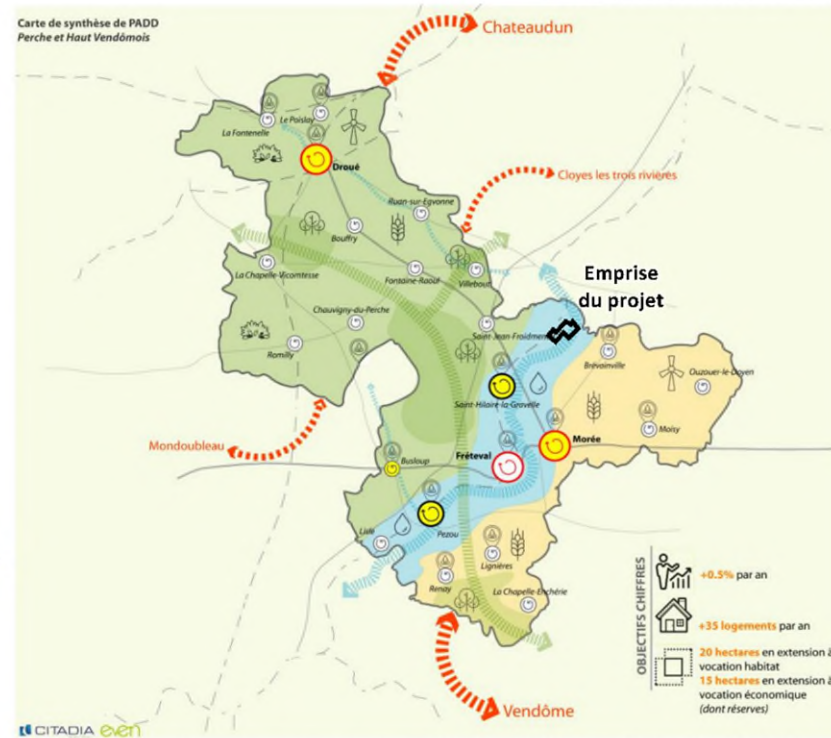 Carte de synthèse de PADD
Perche et Haut Vendômois
Chateaudun
La Fontenelle
Le Poislay
Droué
Cloyes les trois rivières
Ruan-sur-Egvonne
Bouffry
La Chapelle-Vicomtesse
Fontaine-Raoul
Villebout
Emprise
du projet
Chauvigny-du-Perche
Saint-Jean-Froidmen
Romilly
Brévainville
Ouzouer-le-Doyen
Saint-Hilaire-la-Gravelle
Moisy
Mondoubleau
Morée
Fréteval
Busloup
Pezou
Lisle
Lignières
Renay
La Chapelle-Enchérie
Vendôme
OBJECTIFS CHIFFRES
+0.5% par an
+35 logements par an
20 hectares en extension à
vocation habitat
15 hectares en extension à
vocation économique
(dont réserves)
CITADIA even